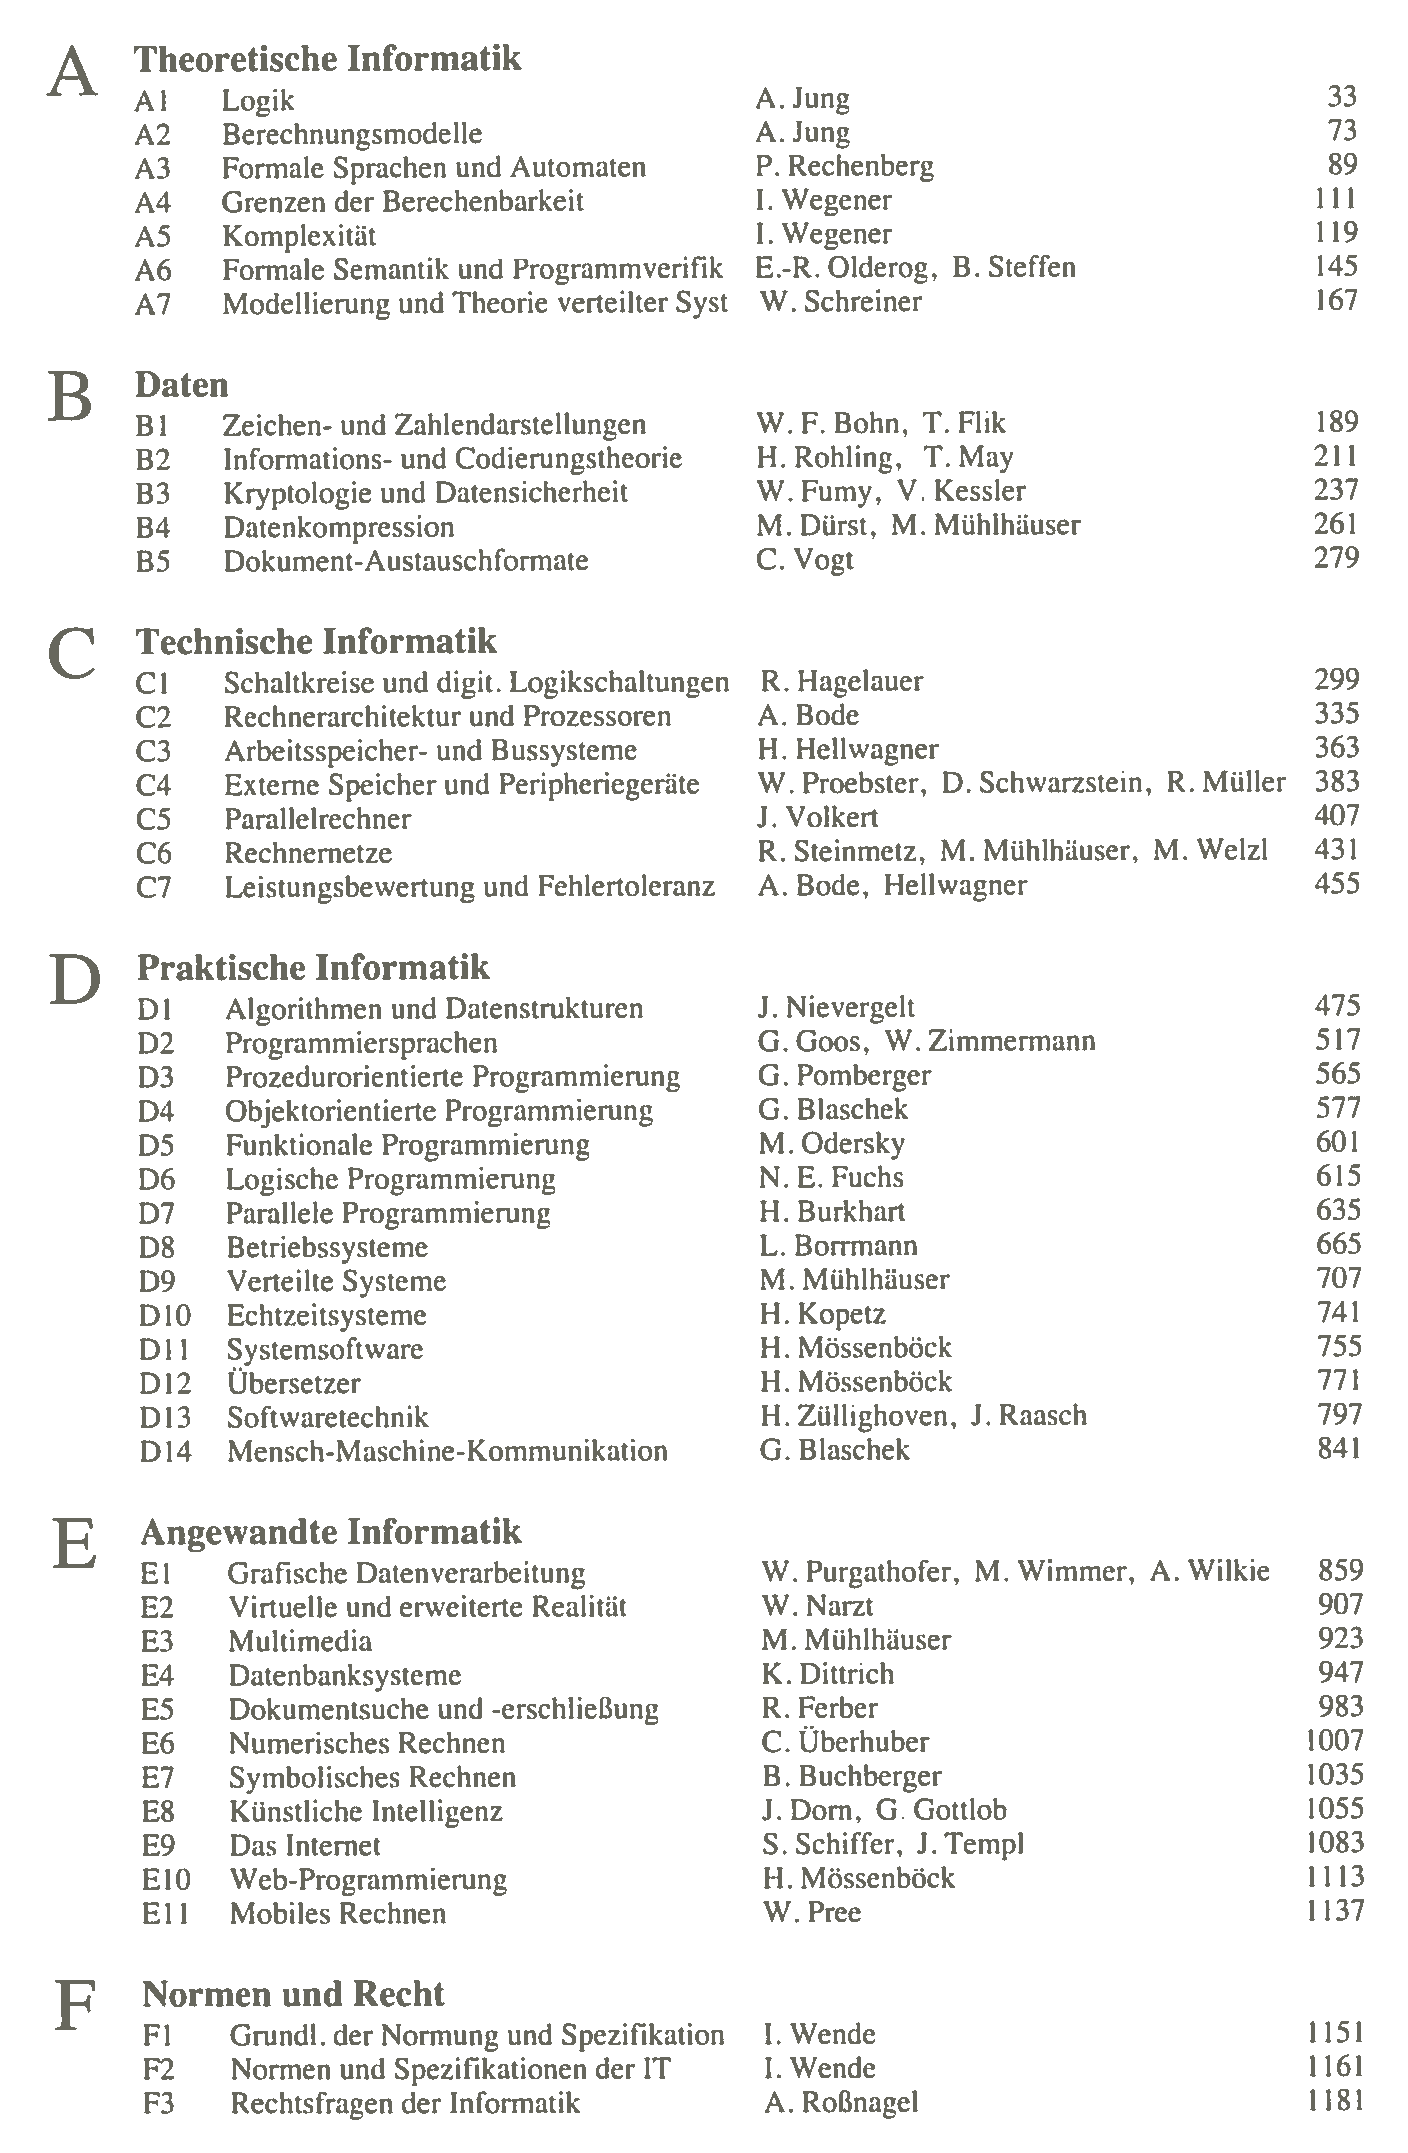 A Theoretische Informatik
A1 Logik A. Jung 33
A2 Berechnungsmodelle A. Jung 73
A3 Formale Sprachen und Automaten P. Rechenberg 89
A4 Grenzen der Berechenbarkeit I. Wegener 111
A5 Komplexität I. Wegener 119
A6 Formale Semantik und Programmverifik E.-R. Olderog, B. Steffen 145
A7 Modellierung und Theorie verteilter Syst W. Schreiner 167
B Daten
B1 Zeichen- und Zahlendarstellungen W. F. Bohn, T. Flik 189
B2 Informations- und Codierungstheorie H. Rohling, T. May 211
B3 Kryptologie und Datensicherheit W. Fumy, V. Kessler 237
B4 Datenkompression M. Dürst, M. Mühlhäuser 261
B5 Dokument-Austauschformate C. Vogt 279
C Technische Informatik
C1 Schaltkreise und digit. Logikschaltungen R. Hagelauer 299
C2 Rechnerarchitektur und Prozessoren A. Bode 335
C3 Arbeitsspeicher- und Bussysteme H. Hellwagner 363
C4 Externe Speicher und Peripheriegeräte W. Proebster, D. Schwarzstein, R. Müller 383
C5 Parallelrechner J. Volkert 407
C6 Rechnernetze R. Steinmetz, M. Mühlhäuser, M. Welzl 431
C7 Leistungsbewertung und Fehlertoleranz A. Bode, Hellwagner 455
D Praktische Informatik
D1 Algorithmen und Datenstrukturen J. Nievergelt 475
D2 Programmiersprachen G. Goos, W. Zimmermann 517
D3 Prozedurorientierte Programmierung G. Pomberger 565
D4 Objektorientierte Programmierung G. Blaschek 577
D5 Funktionale Programmierung M. Odersky 601
D6 Logische Programmierung N. E. Fuchs 615
D7 Parallele Programmierung H. Burkhart 635
D8 Betriebssysteme L. Borrmann 665
D9 Verteilte Systeme M. Mühlhäuser 707
D10 Echtzeitsysteme H. Kopetz 741
D11 Systemsoftware H. Mössenböck 755
D12 Übersetzer H. Mössenböck 771
D13 Softwaretechnik H. Züllighoven, J. Raasch 797
D14 Mensch-Maschine-Kommunikation G. Blaschek 841
E Angewandte Informatik
E1 Grafische Datenverarbeitung W. Purgathofer, M. Wimmer, A. Wilkie 859
E2 Virtuelle und erweiterte Realität W. Narzt 907
E3 Multimedia M. Mühlhäuser 923
E4 Datenbanksysteme K. Dittrich 947
E5 Dokumentsuche und -erschließung R. Ferber 983
E6 Numerisches Rechnen C. Überhuber 1007
E7 Symbolisches Rechnen B. Buchberger 1035
E8 Künstliche Intelligenz J. Dorn, G. Gottlob 1055
E9 Das Internet S. Schiffer, J. Templ 1083
E10 Web-Programmierung H. Mössenböck 1113
E11 Mobiles Rechnen W. Pree 1137
F Normen und Recht
F1 Grundl. der Normung und Spezifikation I. Wende 1151
F2 Normen und Spezifikationen der IT I. Wende 1161
F3 Rechtsfragen der Informatik A. Roßnagel 1181